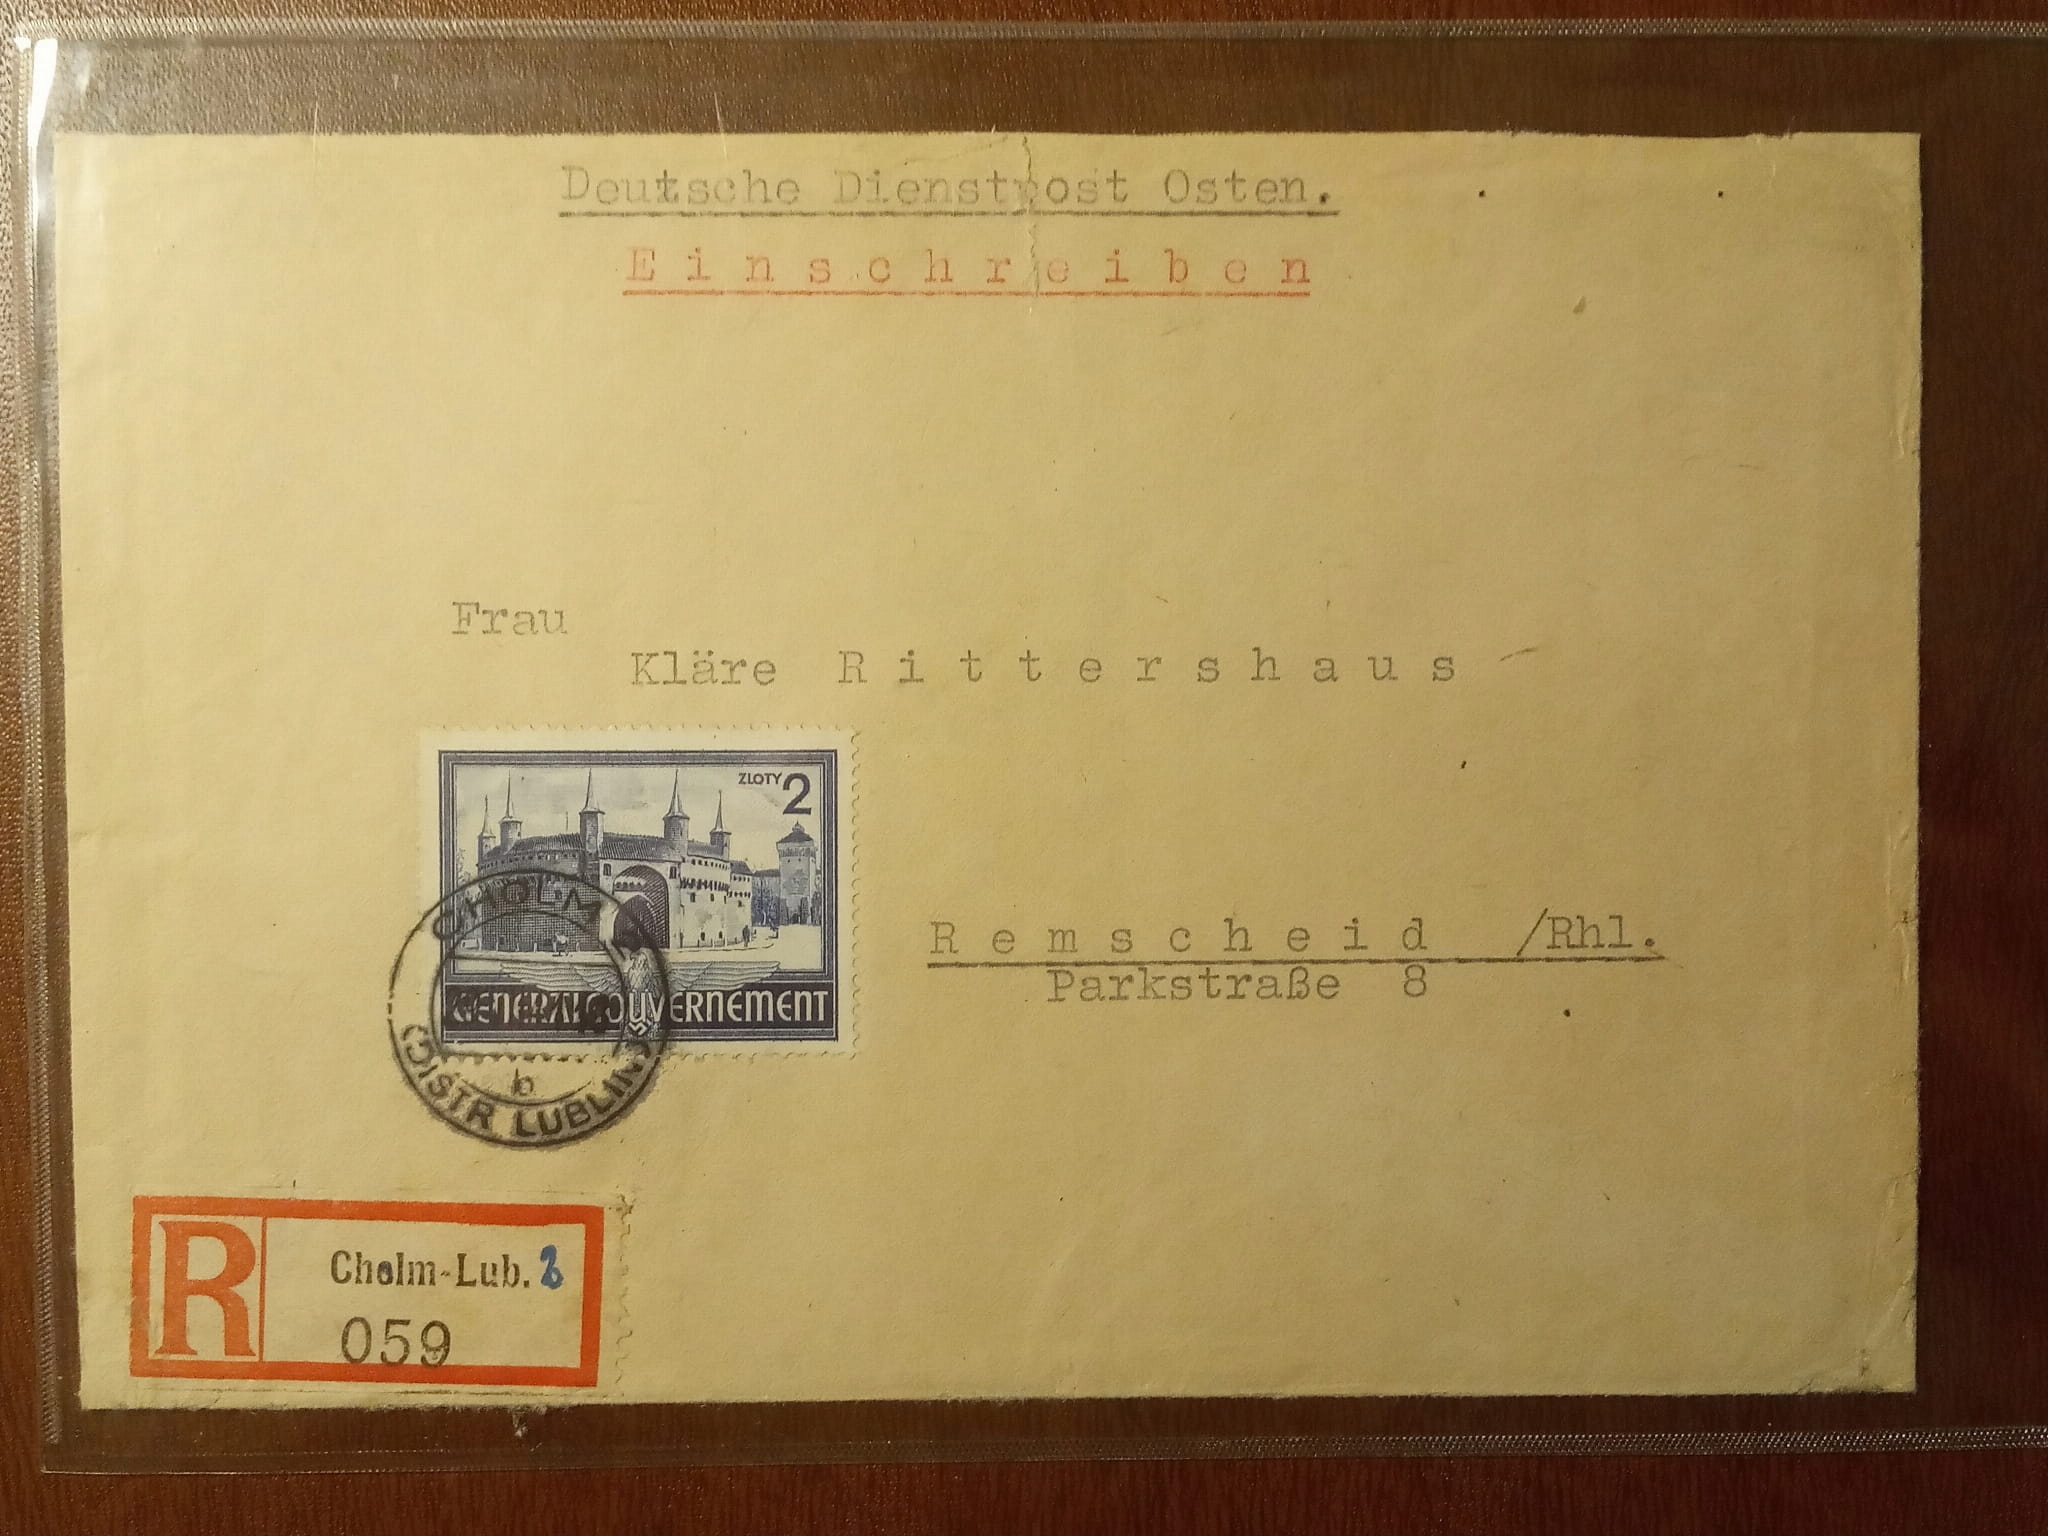 Deutsche Dienstpost Osten.
Einschreiben
Frau
Kläre Rittershaus
ZLOTY 2
GENERALGOUVERNEMENT
CHOLM
b
(DISTR LUBLIN)
Remscheid /Rhl.
Parkstraße 8
R
Cholm-Lub. 2
059